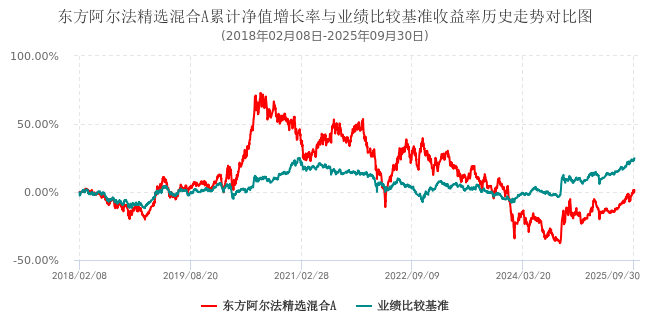 东方阿尔法精选混合A累计净值增长率与业绩比较基准收益率历史走势对比图
(2018年02月08日-2025年09月30日)
100.00%
50.00%
0.00%
-50.00%
2018/02/08 2019/08/20 2021/02/28 2022/09/09 2024/03/20 2025/09/30
东方阿尔法精选混合A 业绩比较基准